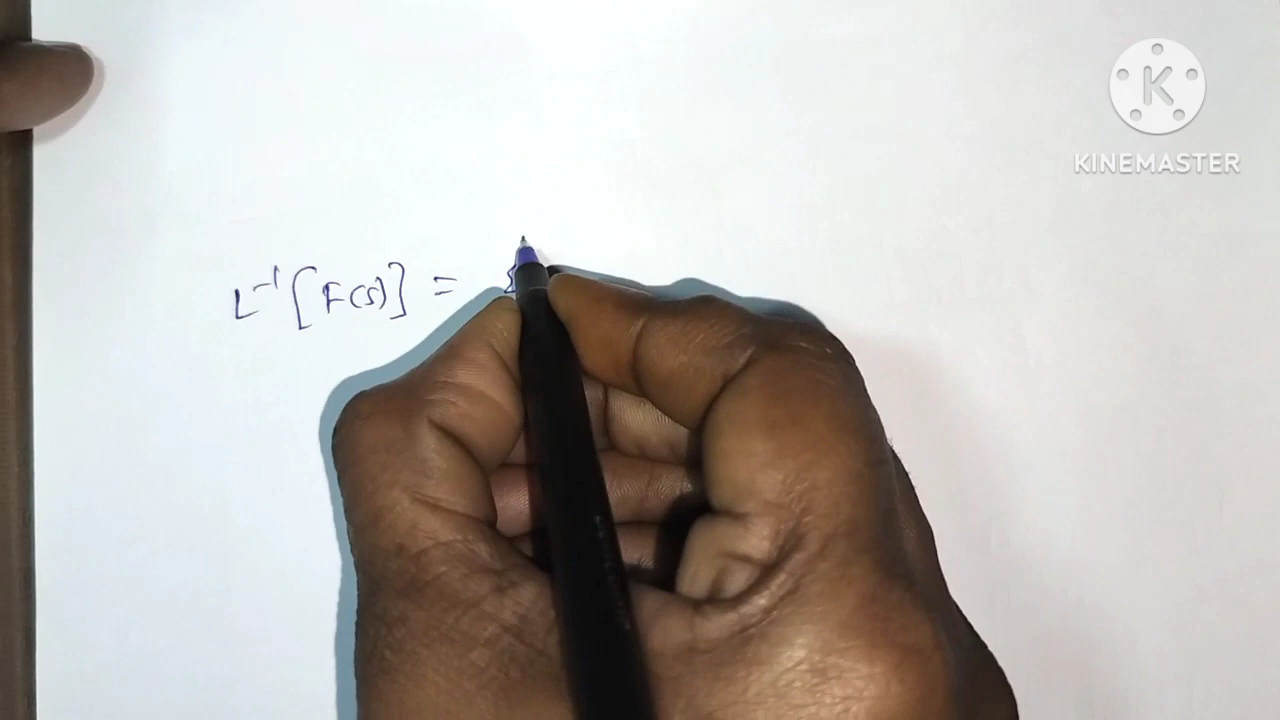 K
KINEMASTER
L⁻¹[F(s)] =